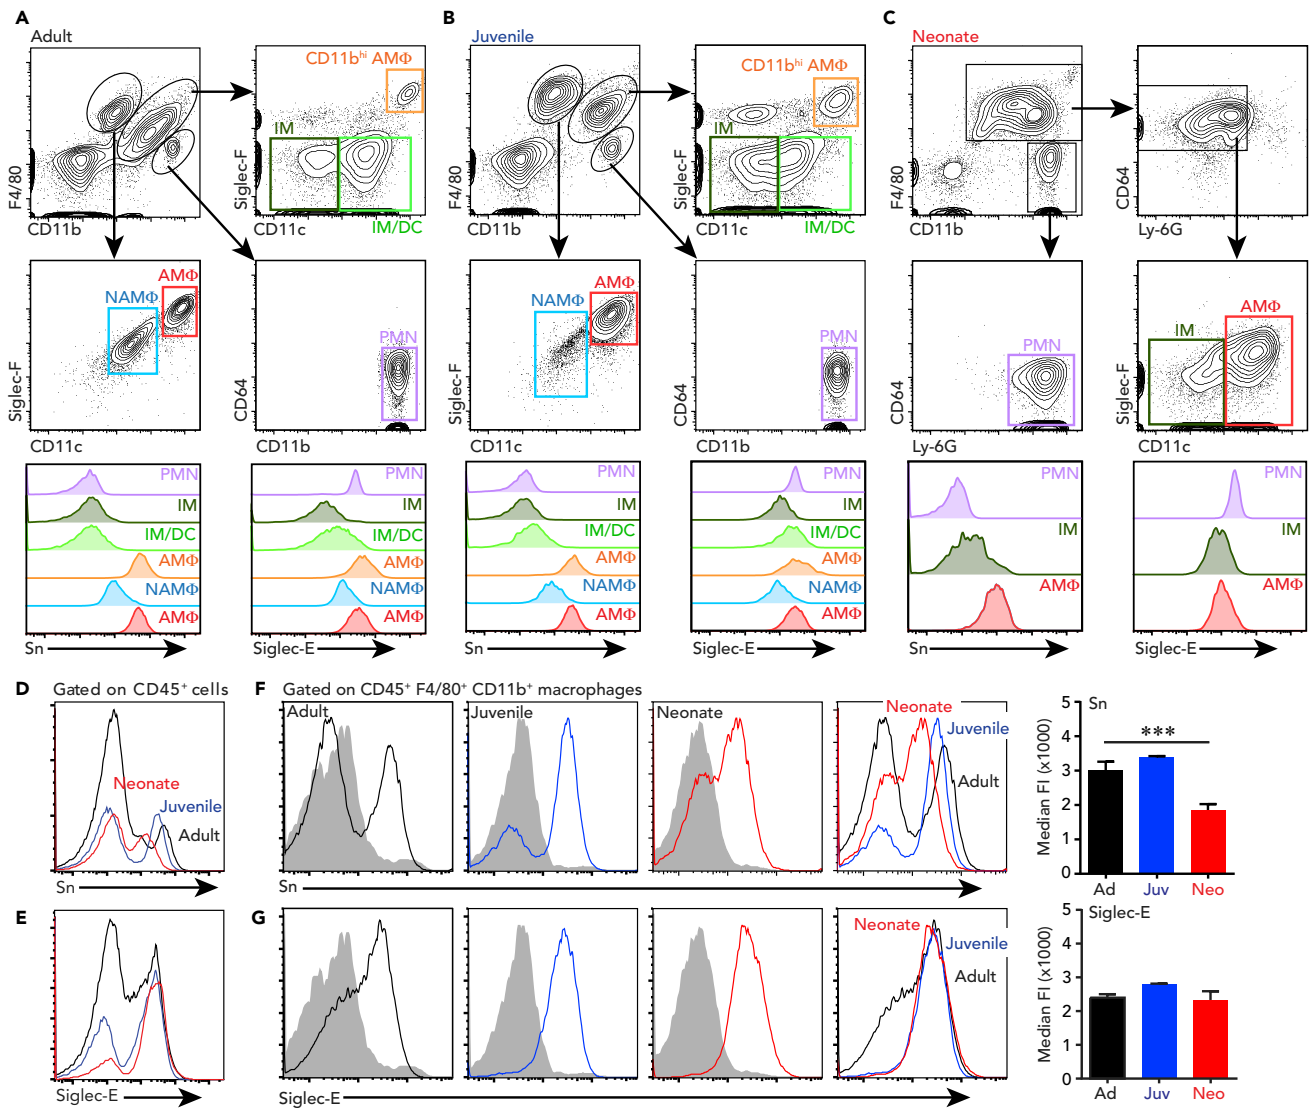 A
Adult
F4/80
CD11b
CD11bhi AMΦ
IM
Siglec-F
CD11c
IM/DC
NAMΦ
AMΦ
Siglec-F
CD11c
PMN
CD64
CD11b
PMN
IM
IM/DC
AMΦ
NAMΦ
AMΦ
Sn
PMN
IM
IM/DC
AMΦ
NAMΦ
AMΦ
Siglec-E
B
Juvenile
F4/80
CD11b
CD11bhi AMΦ
IM
Siglec-F
CD11c
IM/DC
NAMΦ
AMΦ
Siglec-F
CD11c
PMN
CD64
CD11b
PMN
IM
IM/DC
AMΦ
NAMΦ
AMΦ
Sn
PMN
IM
IM/DC
AMΦ
NAMΦ
AMΦ
Siglec-E
C
Neonate
F4/80
CD11b
CD64
Ly-6G
PMN
CD64
Ly-6G
IM
AMΦ
Siglec-F
CD11c
PMN
IM
AMΦ
Sn
PMN
IM
AMΦ
Siglec-E
D
Gated on CD45+ cells
Neonate
Juvenile
Adult
Sn
E
Siglec-E
F
Gated on CD45+ F4/80+ CD11b+ macrophages
Adult
Juvenile
Neonate
Neonate
Juvenile
Adult
Sn
Sn
***
Median FI (x1000)
5
4
3
2
1
0
Ad
Juv
Neo
G
Neonate
Juvenile
Adult
Siglec-E
Siglec-E
Median FI (x1000)
5
4
3
2
1
0
Ad
Juv
Neo